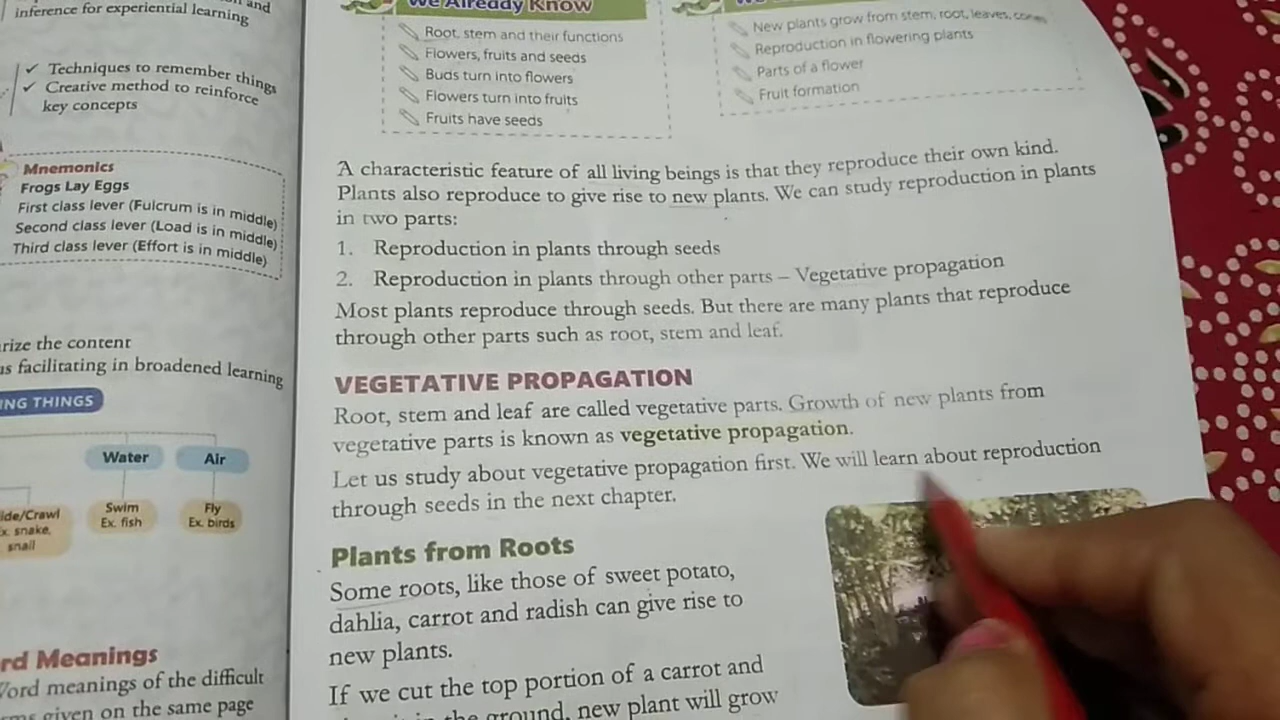 and
inference for experiential learning
✓ Techniques to remember things
✓ Creative method to reinforce
key concepts
Mnemonics
Frogs Lay Eggs
First class lever (Fulcrum is in middle)
Second class lever (Load is in middle)
Third class lever (Effort is in middle)
the content
facilitating in broadened learning
THINGS
Water
Air
Swim
Ex. fish
Fly
Ex. birds
snake,
snail
Meanings
meanings of the difficult
given on the same page
We Already Know
Root, stem and their functions
Flowers, fruits and seeds
Buds turn into flowers
Flowers turn into fruits
Fruits have seeds
New plants grow from stem, root, leaves,
Reproduction in flowering plants
Parts of a flower
Fruit formation
A characteristic feature of all living beings is that they reproduce their own kind.
Plants also reproduce to give rise to new plants. We can study reproduction in plants
in two parts:
1. Reproduction in plants through seeds
2. Reproduction in plants through other parts – Vegetative propagation
Most plants reproduce through seeds. But there are many plants that reproduce
through other parts such as root, stem and leaf.
VEGETATIVE PROPAGATION
Root, stem and leaf are called vegetative parts. Growth of new plants from
vegetative parts is known as vegetative propagation.
Let us study about vegetative propagation first. We will learn about reproduction
through seeds in the next chapter.
Plants from Roots
Some roots, like those of sweet potato,
dahlia, carrot and radish can give rise to
new plants.
If we cut the top portion of a carrot and
in the ground, new plant will grow